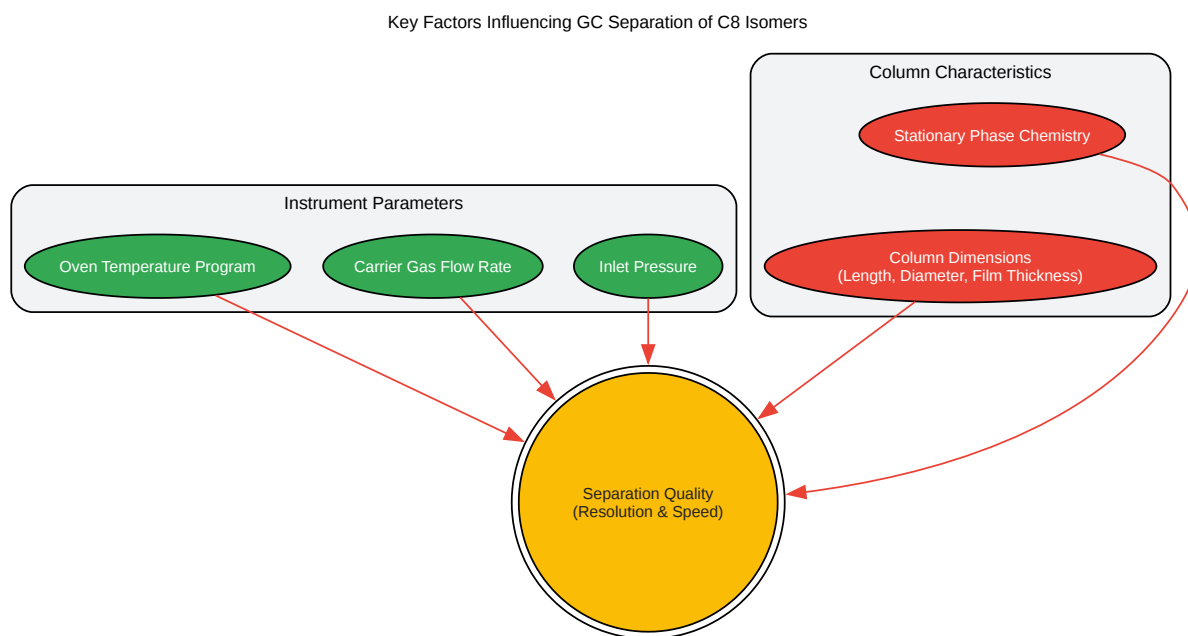 Key Factors Influencing GC Separation of C8 Isomers
Instrument Parameters
Oven Temperature Program
Carrier Gas Flow Rate
Inlet Pressure
Column Characteristics
Stationary Phase Chemistry
Column Dimensions
(Length, Diameter, Film Thickness)
Separation Quality
(Resolution & Speed)